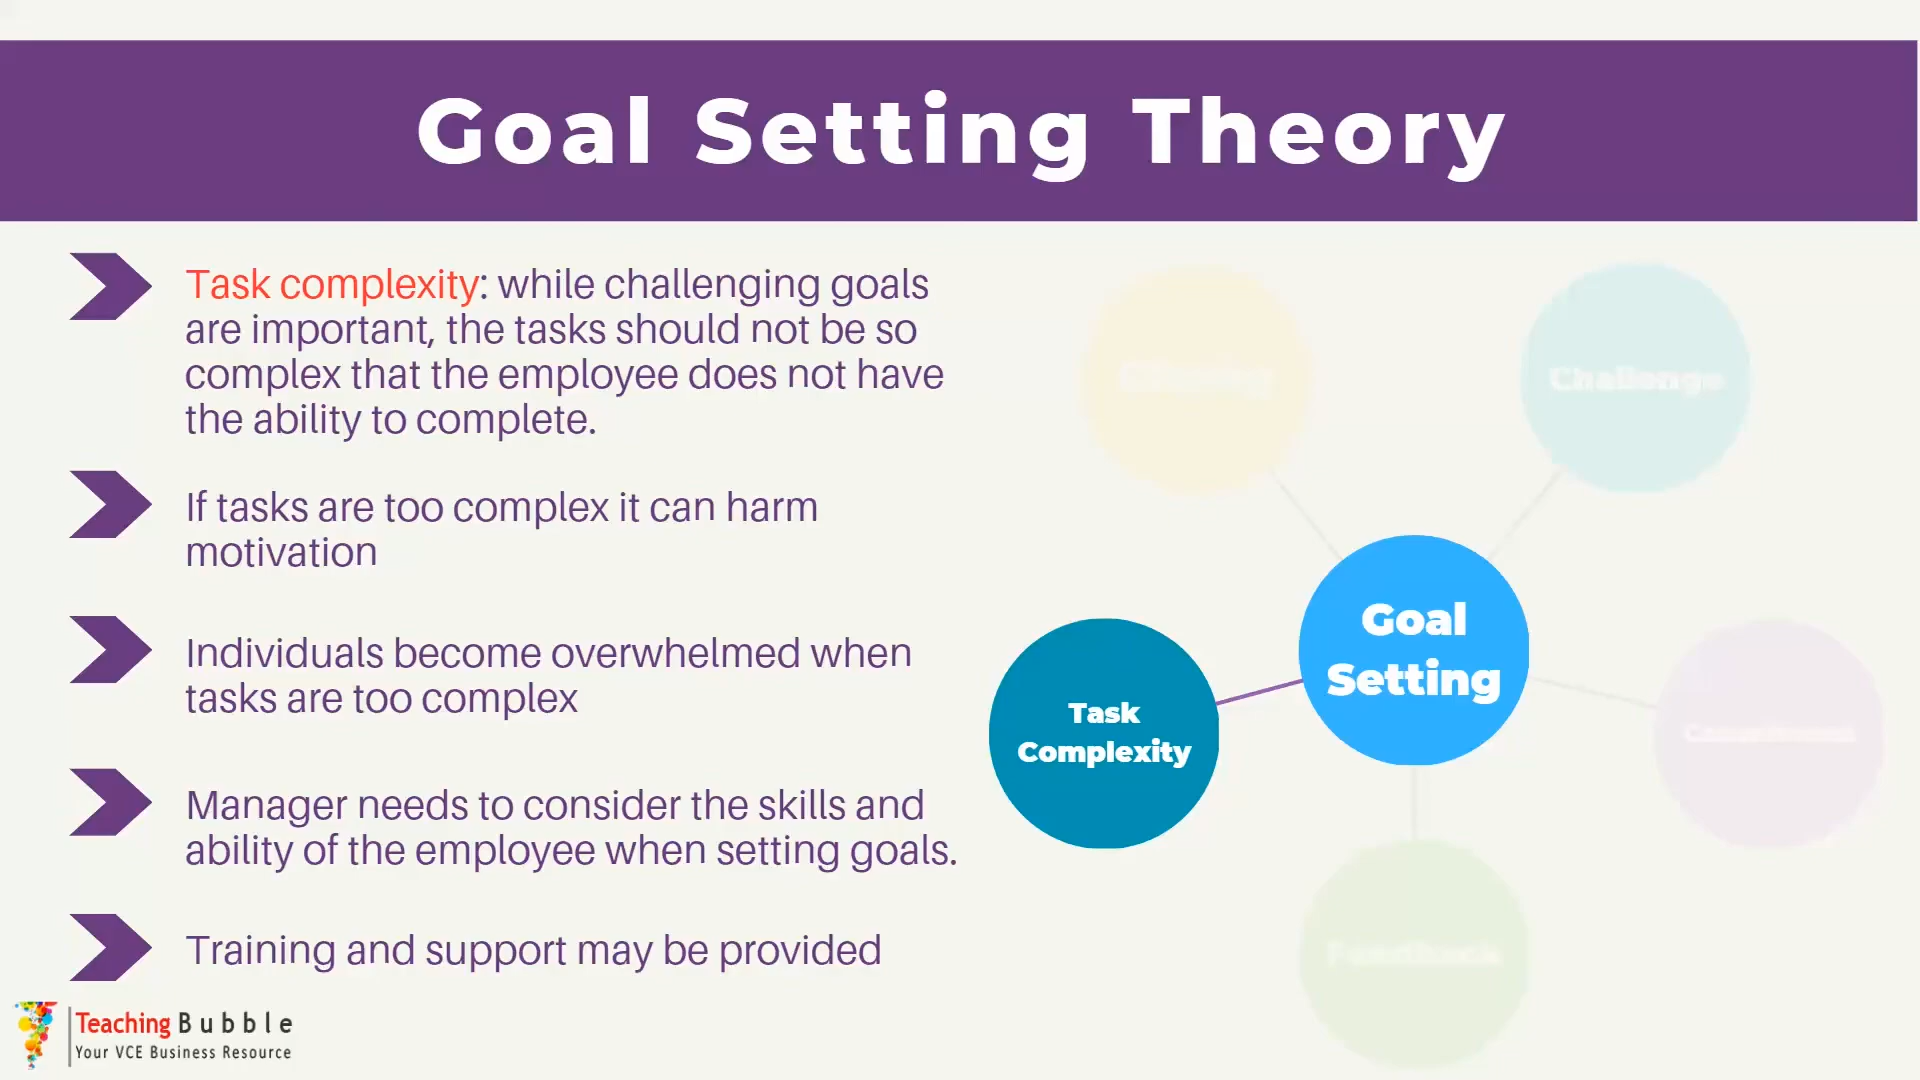 Goal Setting Theory
Task complexity: while challenging goals
are important, the tasks should not be so
complex that the employee does not have
the ability to complete.
If tasks are too complex it can harm
motivation
Individuals become overwhelmed when
tasks are too complex
Manager needs to consider the skills and
ability of the employee when setting goals.
Training and support may be provided
Challenge
Goal
Setting
Task
Complexity
Feedback
Teaching Bubble
Your VCE Business Resource